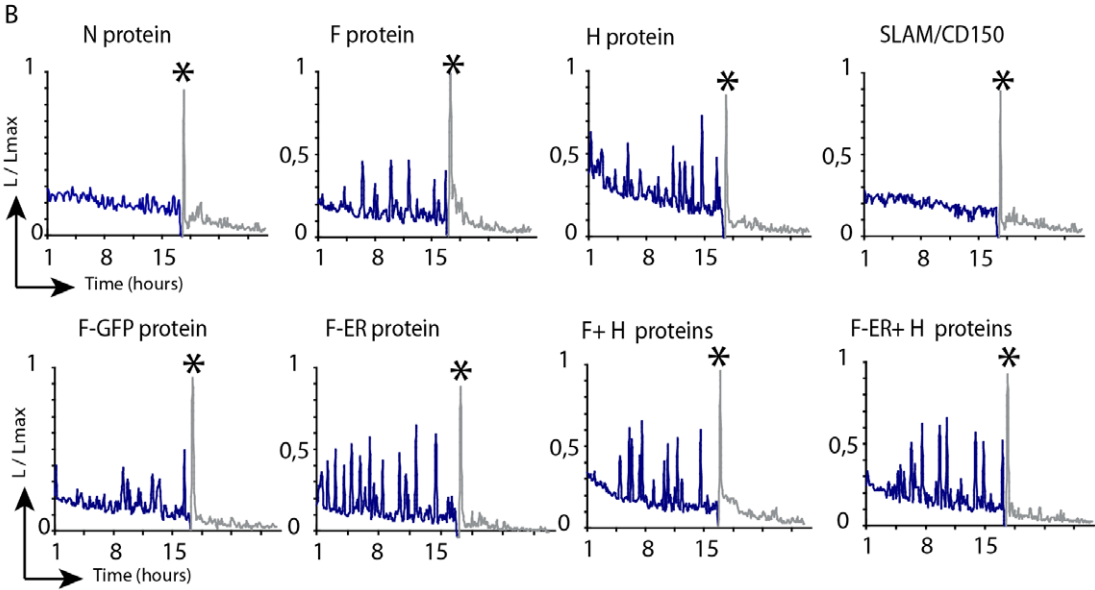 B
N protein
F protein
H protein
SLAM/CD150
1
*
1
*
1
*
1
*
L / Lmax
0,5
0,5
0,5
0
0
0
0
1 8 15
1 8 15
1 8 15
1 8 15
Time (hours)
F-GFP protein
F-ER protein
F+ H proteins
F-ER+ H proteins
1
*
1
*
1
*
1
*
L / Lmax
0,5
0,5
0,5
0
0
0
0
1 8 15
1 8 15
1 8 15
1 8 15
Time (hours)